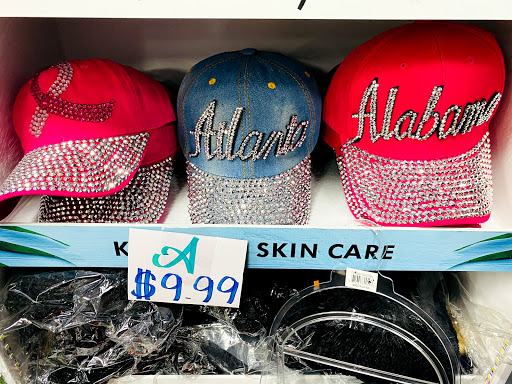 Atlanta
Alabama
K
SKIN CARE
A
$9.99